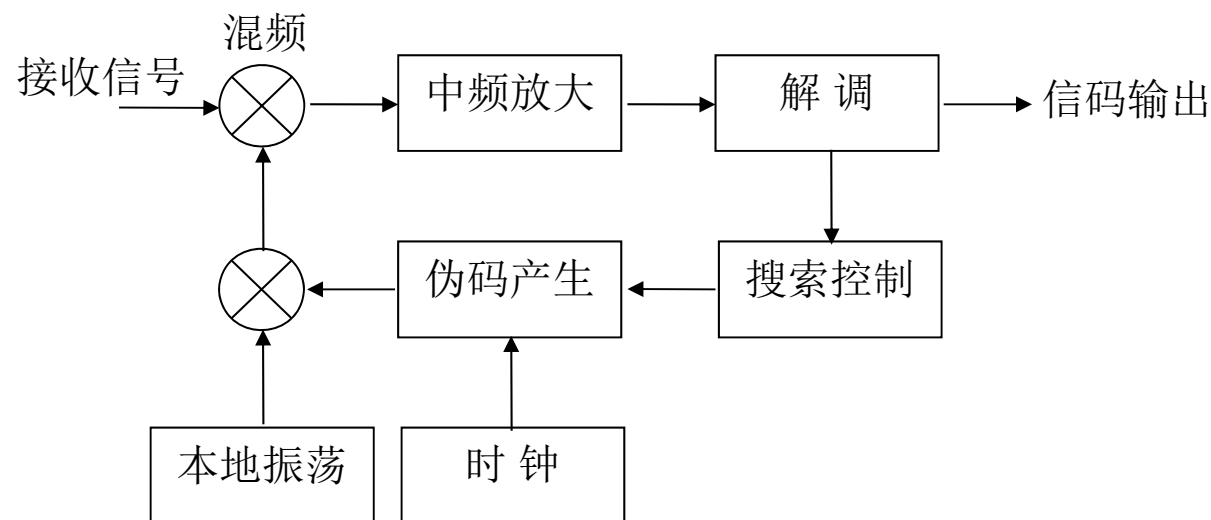 混频
接收信号
中频放大
解 调
信码输出
伪码产生
搜索控制
本地振荡
时 钟